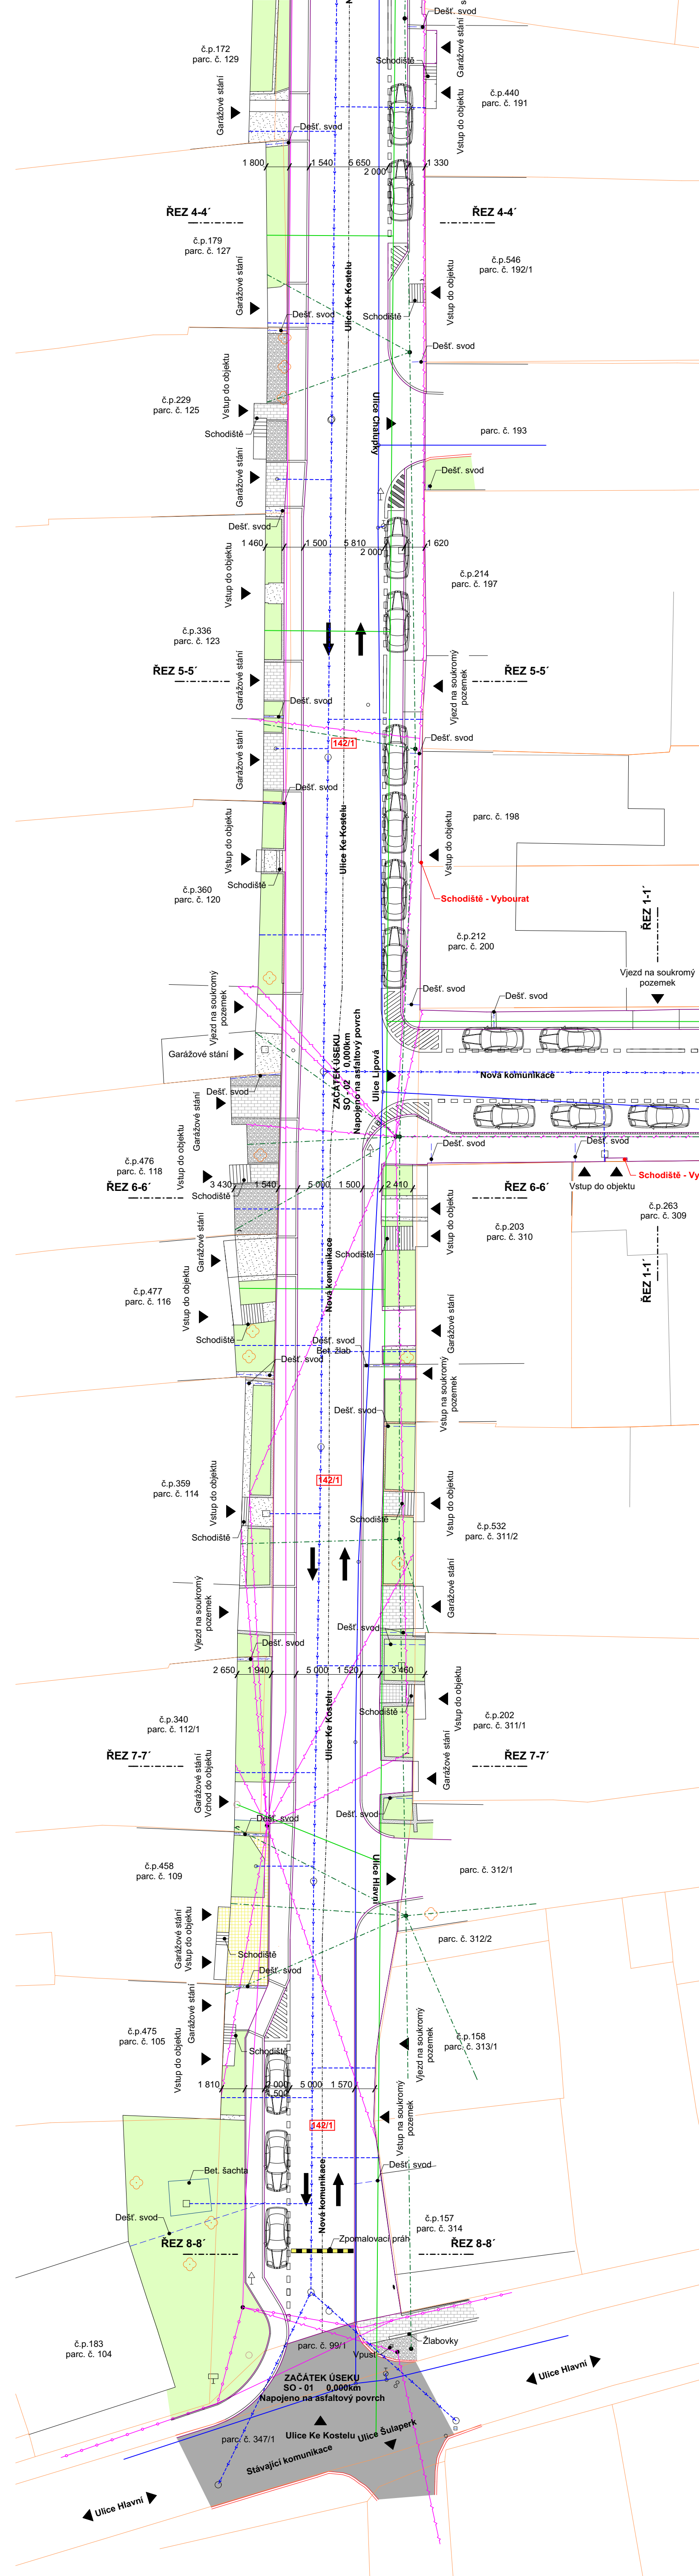 Dešť. svod
č.p.172
parc. č. 129
Garážové stání
Garážové stání
Schodiště
Vstup do objektu
č.p.440
parc. č. 191
Dešť. svod
1 800
1 540
6 650
2 000
1 330
ŘEZ 4-4´
ŘEZ 4-4´
č.p.179
parc. č. 127
Garážové stání
č.p.546
parc. č. 192/1
Vstup do objektu
Schodiště
Ulice Ke Kostelu
Dešť. svod
Dešť. svod
č.p.229
parc. č. 125
Vstup do objektu
Schodiště
Ulice Chalupky
parc. č. 193
Garážové stání
Dešť. svod
Dešť. svod
1 460
1 500
5 810
2 000
1 620
Vstup do objektu
č.p.214
parc. č. 197
č.p.336
parc. č. 123
ŘEZ 5-5´
ŘEZ 5-5´
Garážové stání
Vjezd na soukromý
pozemek
Dešť. svod
142/1
Dešť. svod
Garážové stání
Dešť. svod
parc. č. 198
Ulice Ke Kostelu
Vstup do objektu
Vstup do objektu
Schodiště
č.p.360
parc. č. 120
Schodiště - Vybourat
ŘEZ 1-1´
č.p.212
parc. č. 200
Vjezd na soukromý
pozemek
Vjezd na soukromý
pozemek
Dešť. svod
Dešť. svod
Garážové stání
ZAČÁTEK ÚSEKU
SO - 02 0,000km
Napojeno na asfaltový povrch
Ulice Lipová
Nová komunikace
Dešť. svod
Garážové stání
Dešť. svod
Dešť. svod
č.p.476
parc. č. 118
Vstup do objektu
Schodiště
ŘEZ 6-6´
3 430
1 540
5 000
1 500
2 410
ŘEZ 6-6´
Schodiště - Vy
Vstup do objektu
č.p.263
parc. č. 309
Vstup do objektu
č.p.203
parc. č. 310
Garážové stání
Schodiště
ŘEZ 1-1´
Nová komunikace
č.p.477
parc. č. 116
Vstup do objektu
Schodiště
Garážové stání
Dešť. svod
Bet. žlab
Dešť. svod
Vstup na soukromý
pozemek
Dešť. svod
142/1
č.p.359
parc. č. 114
Vstup do objektu
Schodiště
Schodiště
Vstup do objektu
č.p.532
parc. č. 311/2
Vjezd na soukromý
pozemek
Garážové stání
Dešť. svod
Dešť. svod
2 650
1 940
5 000
1 520
3 460
č.p.340
parc. č. 112/1
Ulice Ke Kostelu
Schodiště
Vstup do objektu
č.p.202
parc. č. 311/1
ŘEZ 7-7´
ŘEZ 7-7´
Garážové stání
Vchod do objektu
Garážové stání
Dešť. svod
Dešť. svod
č.p.458
parc. č. 109
Ulice Hlavní
parc. č. 312/1
Garážové stání
Vstup do objektu
Schodiště
parc. č. 312/2
Dešť. svod
Garážové stání
č.p.475
parc. č. 105
Vstup do objektu
Schodiště
Vjezd na soukromý
pozemek
č.p.158
parc. č. 313/1
1 810
2 000
1 500
5 000
1 570
142/1
Vstup na soukromý
pozemek
Bet. šachta
Dešť. svod
Nová komunikace
Dešť. svod
č.p.157
parc. č. 314
ŘEZ 8-8´
Zpomalovací práh
ŘEZ 8-8´
č.p.183
parc. č. 104
parc. č. 99/1
Vpusť
Žlabovky
ZAČÁTEK ÚSEKU
SO - 01 0,000km
Napojeno na asfaltový povrch
Ulice Hlavní
Ulice Ke Kostelu
Ulice Šulaperk
parc. č. 347/1
Stávající komunikace
Ulice Hlavní